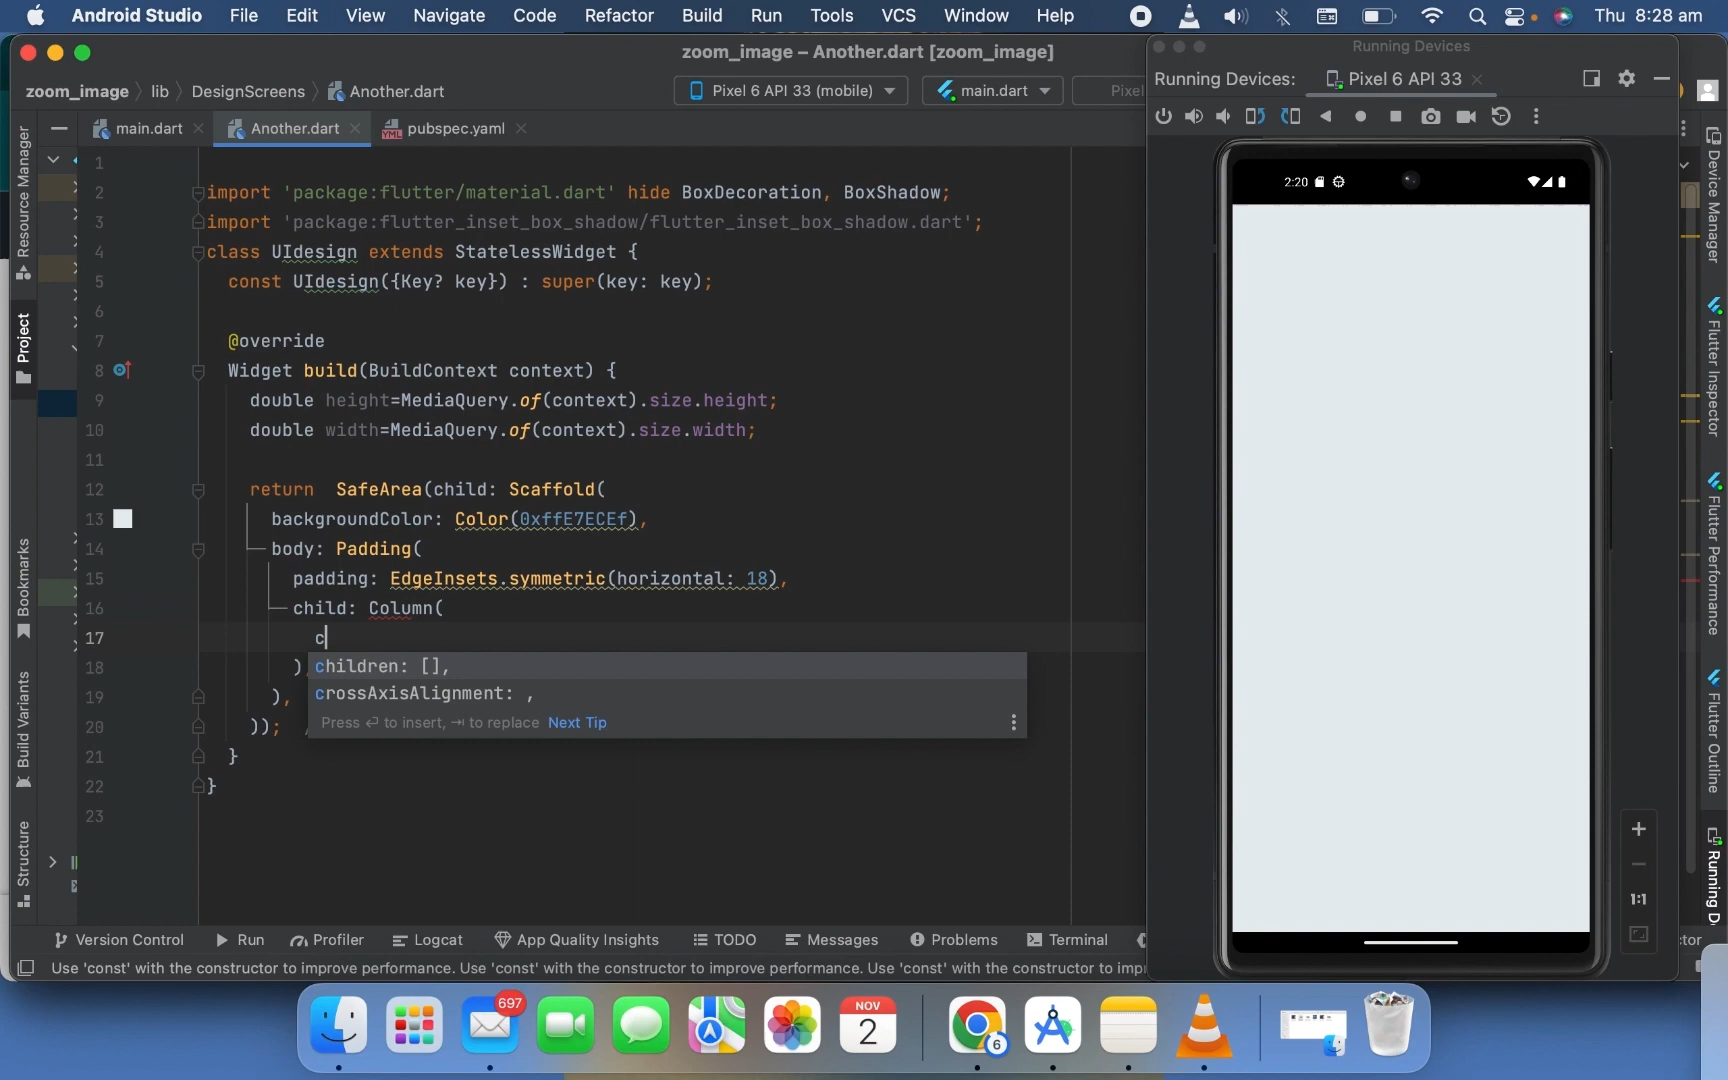 Android Studio File Edit View Navigate Code Refactor Build Run Tools VCS Window Help Thu 8:28 am
zoom_image – Another.dart [zoom_image]
zoom_image lib DesignScreens Another.dart Pixel 6 API 33 (mobile) main.dart Pixel
main.dart Another.dart pubspec.yaml
Resource Manager
Project
Bookmarks
Build Variants
Structure
1
2 import 'package:flutter/material.dart' hide BoxDecoration, BoxShadow;
3 import 'package:flutter_inset_box_shadow/flutter_inset_box_shadow.dart';
4 class UIdesign extends StatelessWidget {
5 const UIdesign({Key? key}) : super(key: key);
6
7 @override
8 Widget build(BuildContext context) {
9 double height=MediaQuery.of(context).size.height;
10 double width=MediaQuery.of(context).size.width;
11
12 return SafeArea(child: Scaffold(
13 backgroundColor: Color(0xffE7ECEf),
14 body: Padding(
15 padding: EdgeInsets.symmetric(horizontal: 18),
16 child: Column(
17 c
18 )
children: [],
crossAxisAlignment: ,
Press ⏎ to insert, ⇥ to replace Next Tip
19 ),
20 ));
21 }
22 }
23
Running Devices
Running Devices: Pixel 6 API 33
2:20
1:1
Device Manager
Flutter Inspector
Flutter Performance
Flutter Outline
Running D
Version Control Run Profiler Logcat App Quality Insights TODO Messages Problems Terminal
ctor
Use 'const' with the constructor to improve performance. Use 'const' with the constructor to improve performance. Use 'const' with the constructor to imp
697
NOV
2
6